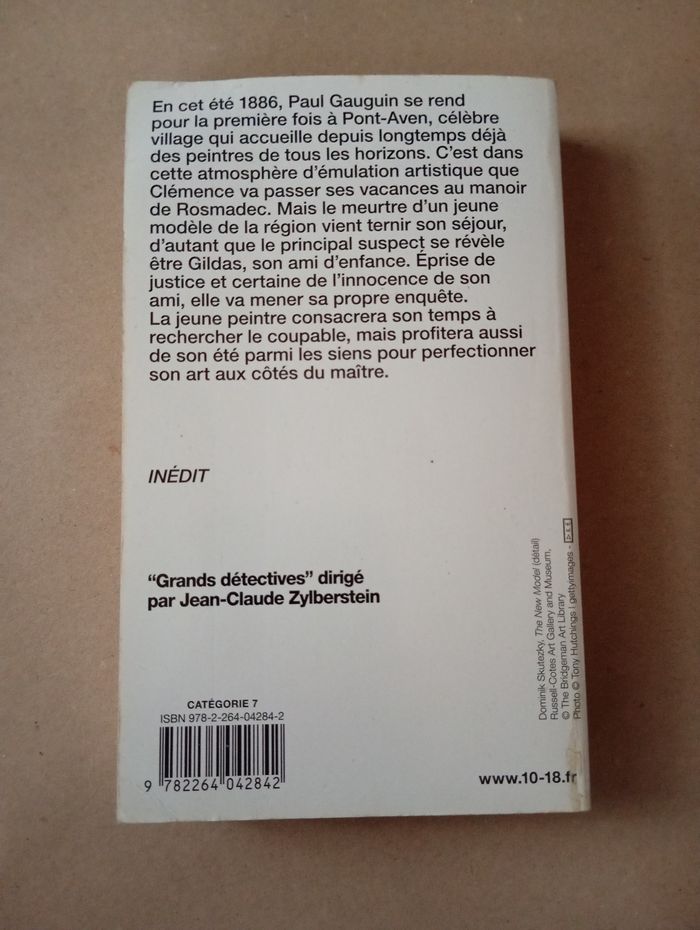 En cet été 1886, Paul Gauguin se rend
pour la première fois à Pont-Aven, célèbre
village qui accueille depuis longtemps déjà
des peintres de tous les horizons. C'est dans
cette atmosphère d'émulation artistique que
Clémence va passer ses vacances au manoir
de Rosmadec. Mais le meurtre d'un jeune
modèle de la région vient ternir son séjour,
d'autant que le principal suspect se révèle
être Gildas, son ami d'enfance. Éprise de
justice et certaine de l'innocence de son
ami, elle va mener sa propre enquête.
La jeune peintre consacrera son temps à
rechercher le coupable, mais profitera aussi
de son été parmi les siens pour perfectionner
son art aux côtés du maître.
INÉDIT
"Grands détectives" dirigé
par Jean-Claude Zylberstein
Dominik Skutezky, The New Model (détail)
Russell-Cotes Art Gallery and Museum,
© The Bridgeman Art Library
Photo © Tony Hutchings | gettyimages -
CATÉGORIE 7
ISBN 978-2-264-04284-2
9 782264 042842
www.10-18.fr